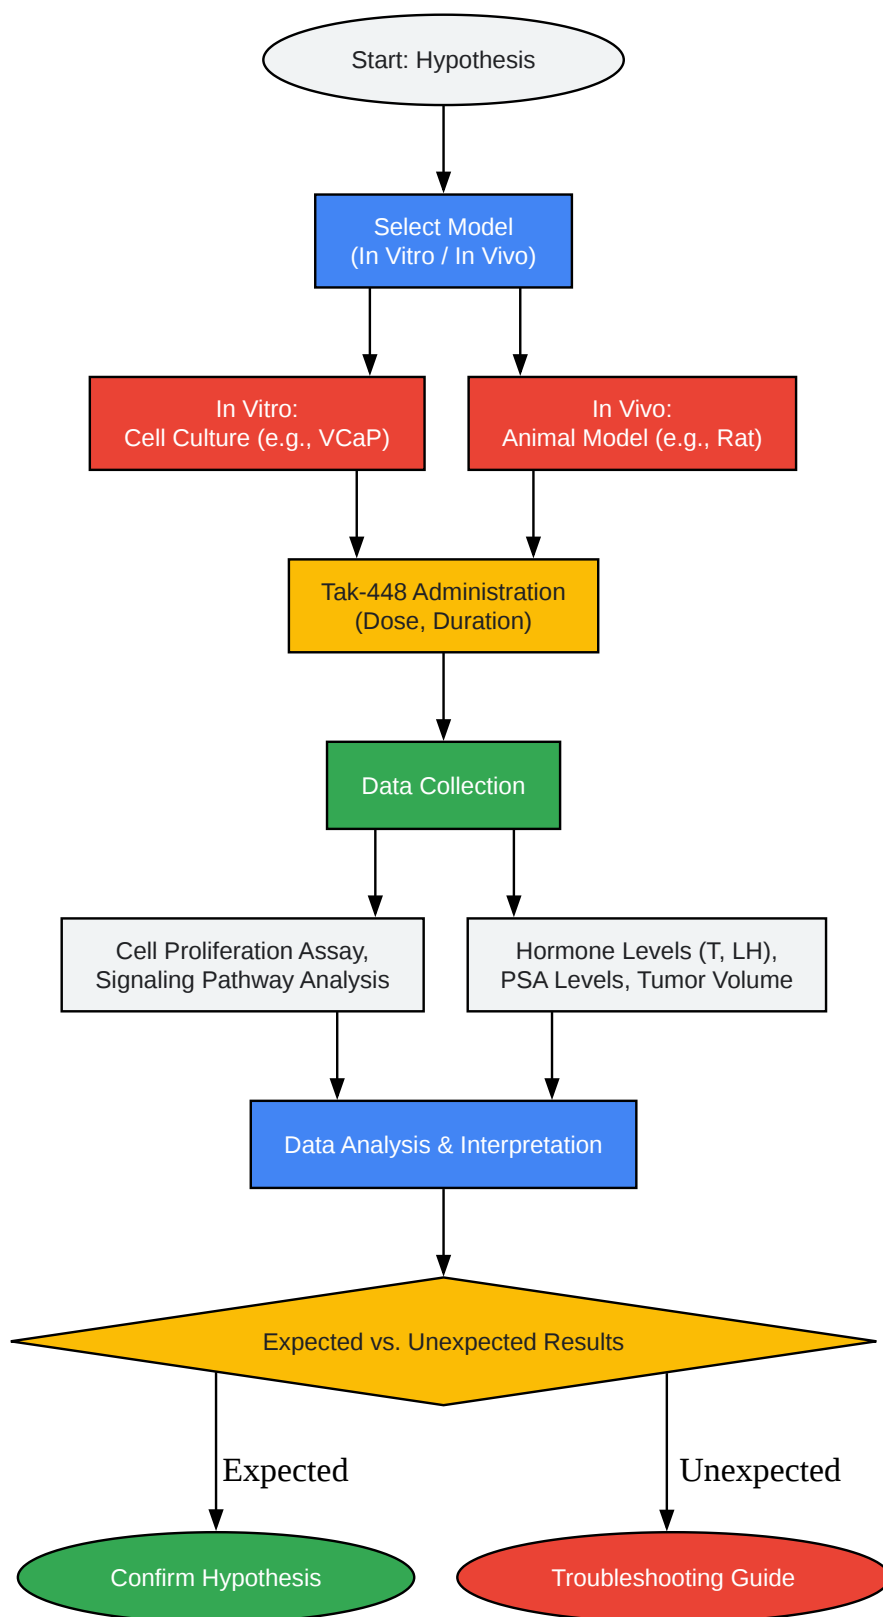 Start: Hypothesis
Select Model
(In Vitro / In Vivo)
In Vitro:
Cell Culture (e.g., VCaP)
In Vivo:
Animal Model (e.g., Rat)
Tak-448 Administration
(Dose, Duration)
Data Collection
Cell Proliferation Assay,
Signaling Pathway Analysis
Hormone Levels (T, LH),
PSA Levels, Tumor Volume
Data Analysis & Interpretation
Expected vs. Unexpected Results
Expected
Unexpected
Confirm Hypothesis
Troubleshooting Guide